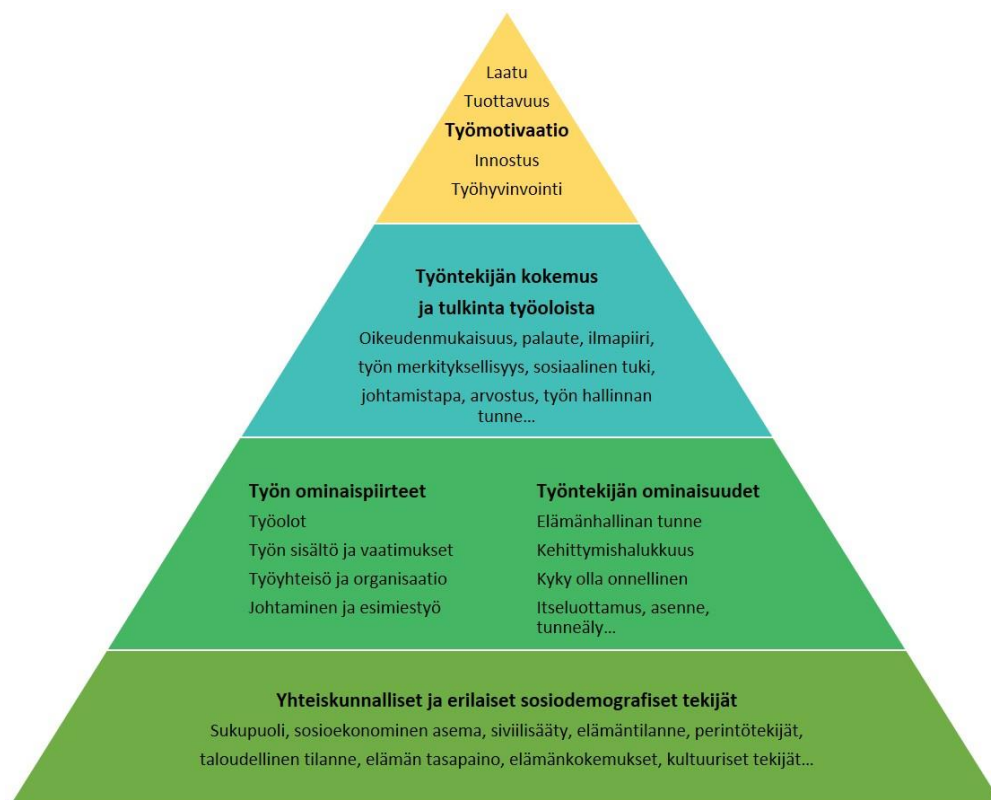 Laatu
Tuottavuus
Työmotivaatio
Innostus
Työhyvinvointi
Työntekijän kokemus
ja tulkinta työoloista
Oikeudenmukaisuus, palaute, ilmapiiri,
työn merkityksellisyys, sosiaalinen tuki,
johtamistapa, arvostus, työn hallinnan
tunne...
Työn ominaispiirteet
Työolot
Työn sisältö ja vaatimukset
Työyhteisö ja organisaatio
Johtaminen ja esimiestyö
Työntekijän ominaisuudet
Elämänhallinan tunne
Kehittymishalukkuus
Kyky olla onnellinen
Itseluottamus, asenne,
tunneäly...
Yhteiskunnalliset ja erilaiset sosiodemografiset tekijät
Sukupuoli, sosioekonominen asema, siviilisääty, elämäntilanne, perintötekijät,
taloudellinen tilanne, elämän tasapaino, elämänkokemukset, kultuuriset tekijät...